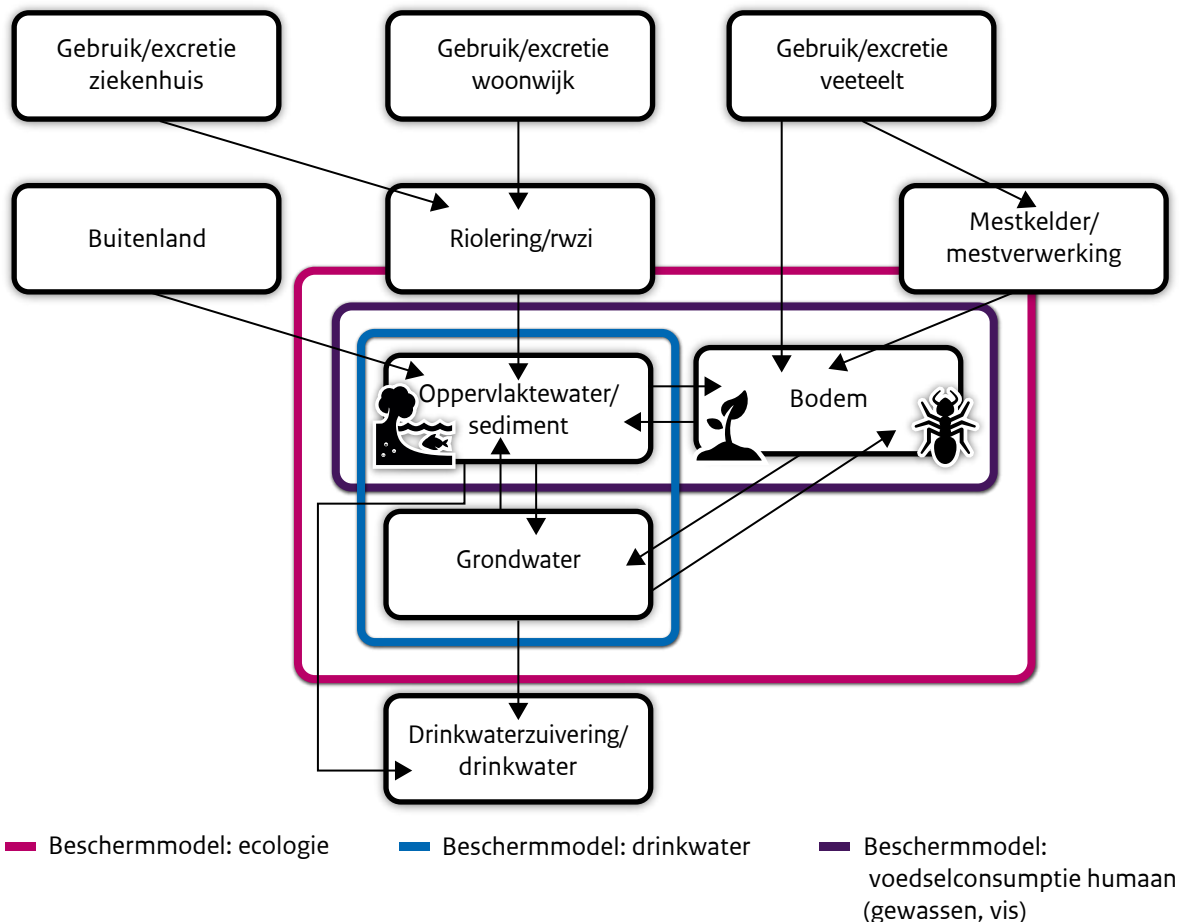 Gebruik/excretie
ziekenhuis
Gebruik/excretie
woonwijk
Gebruik/excretie
veeteelt
Buitenland
Riolering/rwzi
Mestkelder/
mestverwerking
Oppervlaktewater/
sediment
Bodem
Grondwater
Drinkwaterzuivering/
drinkwater
Beschermmodel: ecologie
Beschermmodel: drinkwater
Beschermmodel:
voedselconsumptie humaan
(gewassen, vis)